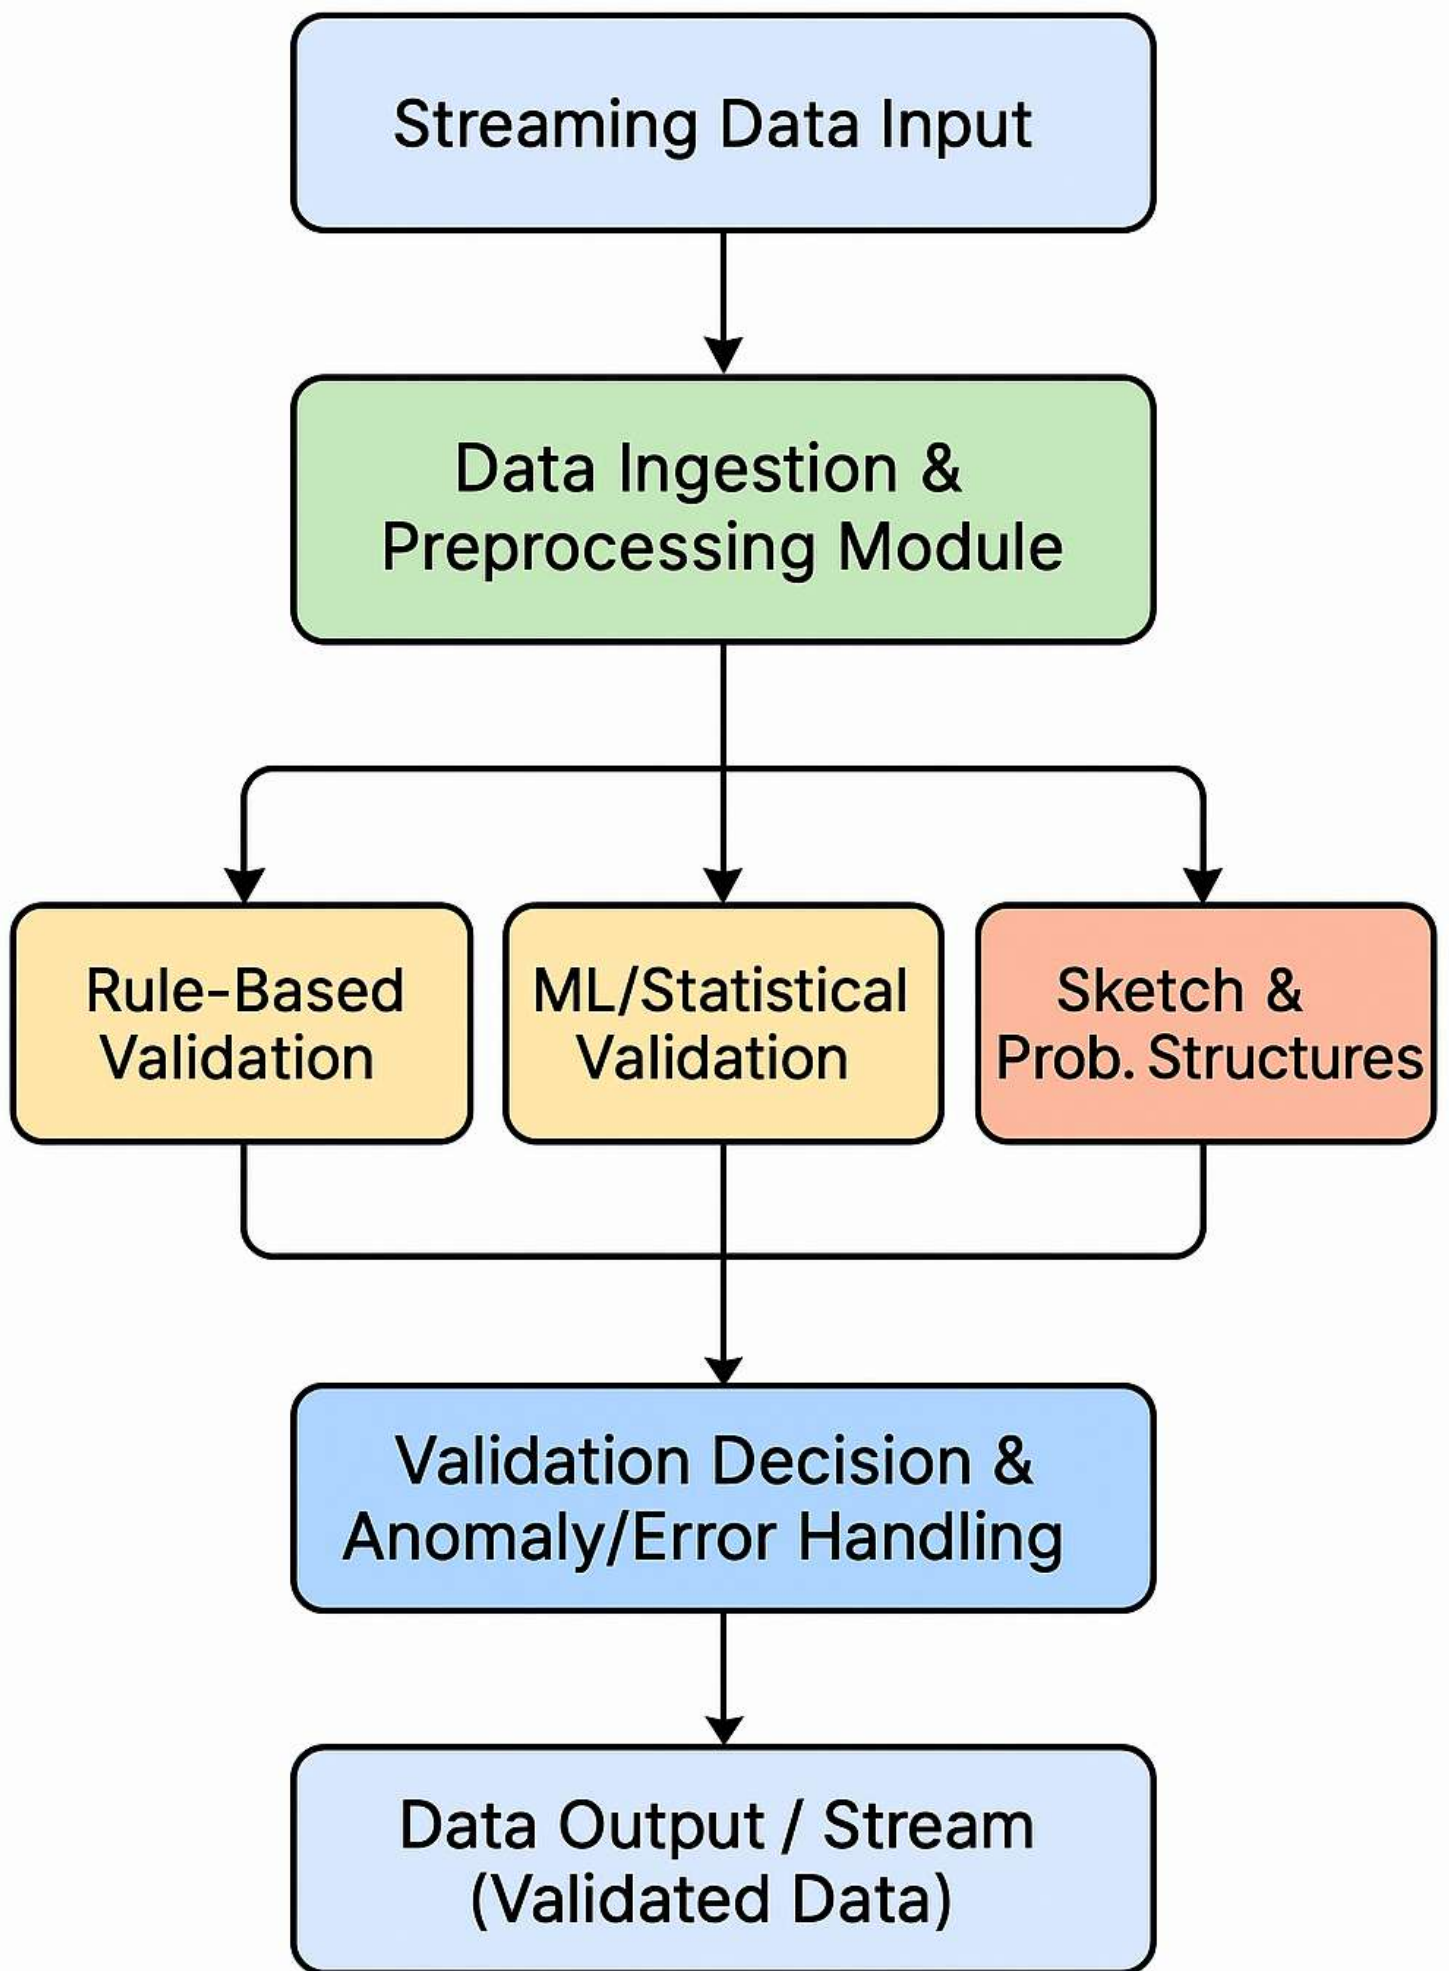 Streaming Data Input
Data Ingestion &
Preprocessing Module
Rule-Based
Validation
ML/Statistical
Validation
Sketch &
Prob. Structures
Validation Decision &
Anomaly/Error Handling
Data Output / Stream
(Validated Data)